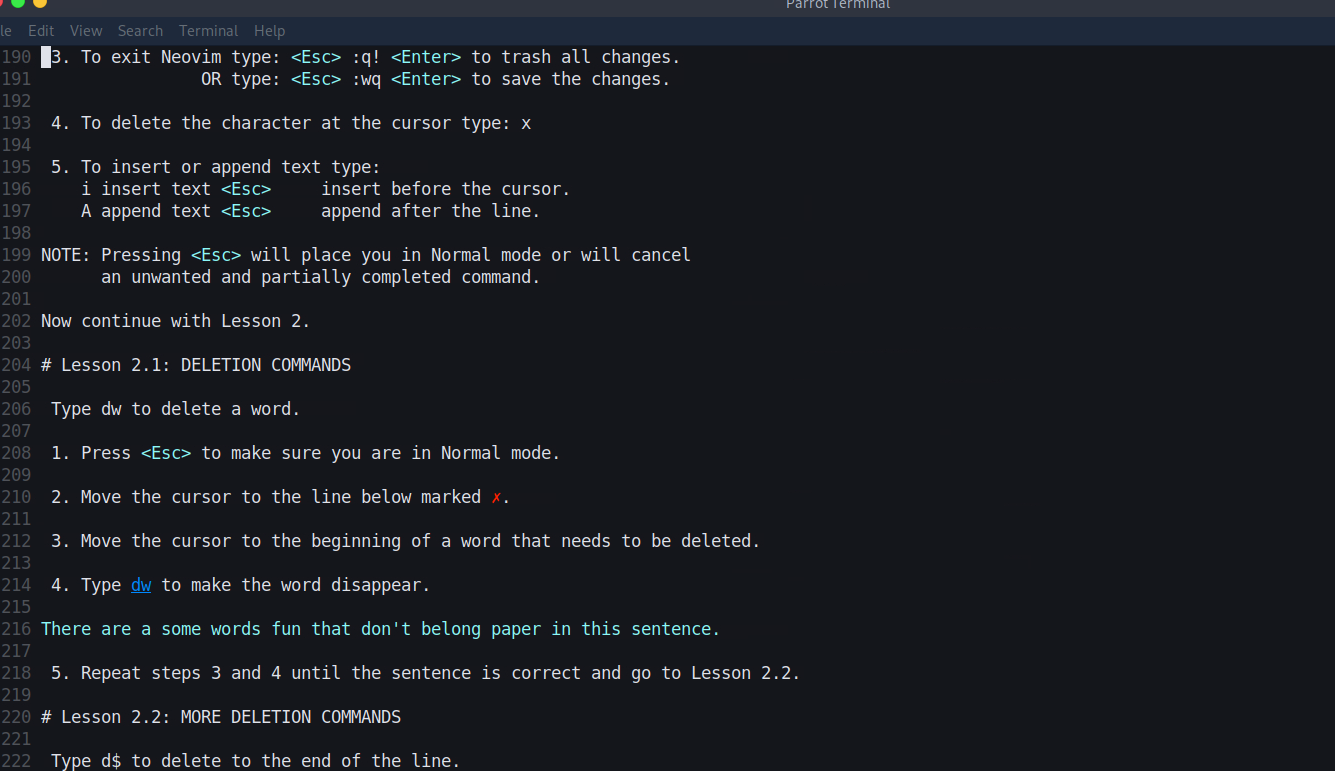 Parrot Terminal
le Edit View Search Terminal Help
190 3. To exit Neovim type: <Esc> :q! <Enter> to trash all changes.
191 OR type: <Esc> :wq <Enter> to save the changes.
192
193 4. To delete the character at the cursor type: x
194
195 5. To insert or append text type:
196 i insert text <Esc> insert before the cursor.
197 A append text <Esc> append after the line.
198
199 NOTE: Pressing <Esc> will place you in Normal mode or will cancel
200 an unwanted and partially completed command.
201
202 Now continue with Lesson 2.
203
204 # Lesson 2.1: DELETION COMMANDS
205
206 Type dw to delete a word.
207
208 1. Press <Esc> to make sure you are in Normal mode.
209
210 2. Move the cursor to the line below marked ✗.
211
212 3. Move the cursor to the beginning of a word that needs to be deleted.
213
214 4. Type dw to make the word disappear.
215
216 There are a some words fun that don't belong paper in this sentence.
217
218 5. Repeat steps 3 and 4 until the sentence is correct and go to Lesson 2.2.
219
220 # Lesson 2.2: MORE DELETION COMMANDS
221
222 Type d$ to delete to the end of the line.